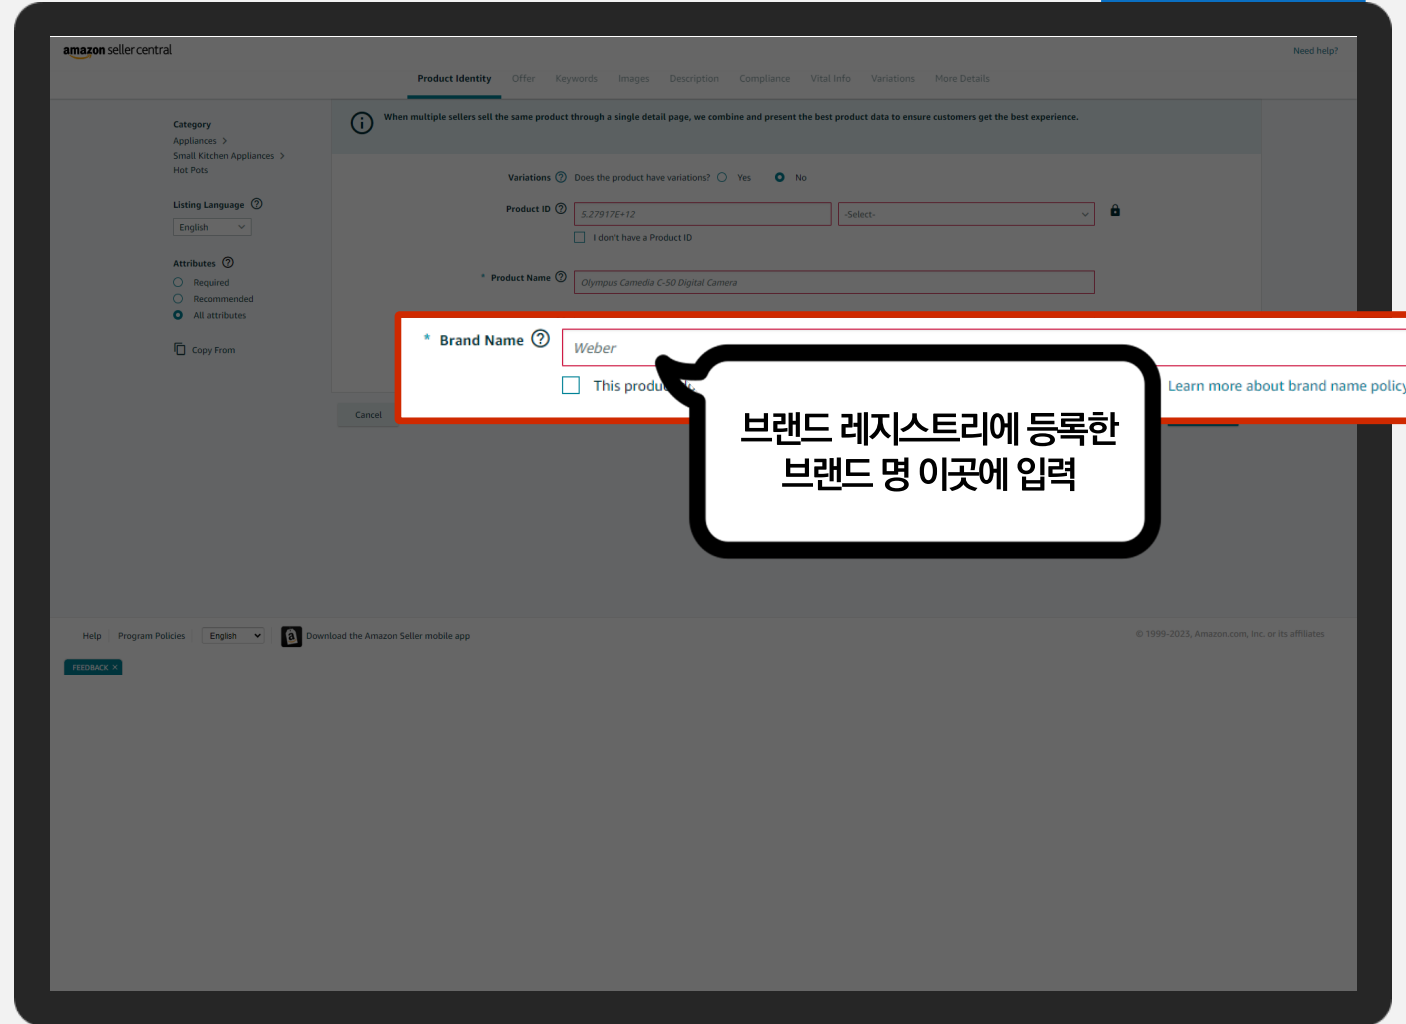 amazon seller central
Need help?
Product Identity Offer Keywords Images Description Compliance Vital Info Variations More Details
When multiple sellers sell the same product through a single detail page, we combine and present the best product data to ensure customers get the best experience.
Category
Appliances >
Small Kitchen Appliances >
Hot Pots
Listing Language
English
Attributes
Required
Recommended
All attributes
Copy From
Variations Does the product have variations? Yes No
Product ID 5.27917E+12 -Select-
I don't have a Product ID
* Product Name Olympus Camedia C-50 Digital Camera
* Brand Name Weber
This
Learn more about brand name policy
브랜드 레지스트리에 등록한
브랜드 명 이곳에 입력
Cancel
Help Program Policies English Download the Amazon Seller mobile app
© 1999-2023, Amazon.com, Inc. or its affiliates
FEEDBACK ×